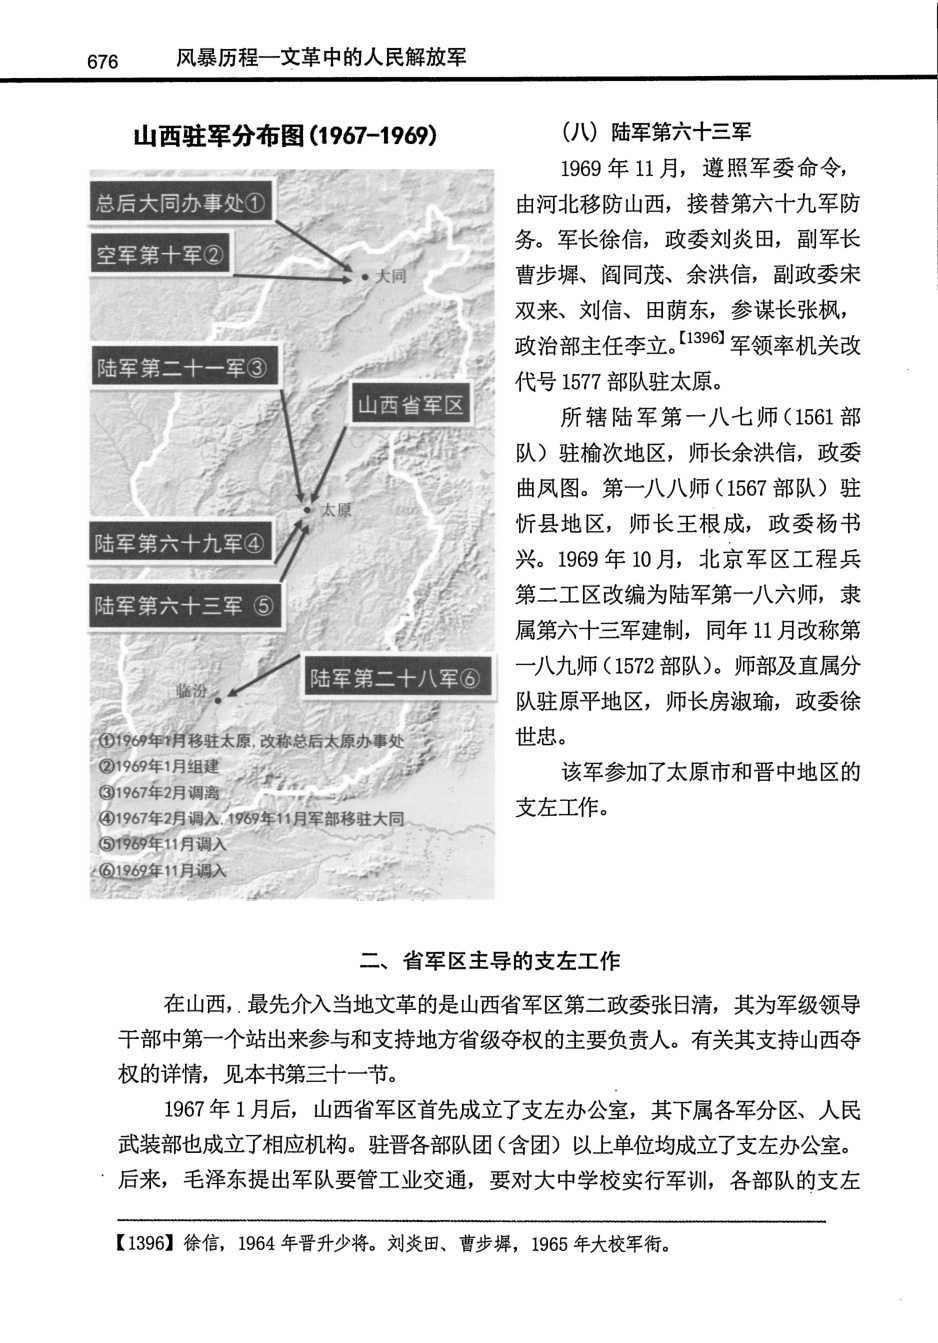 676 风暴历程—文革中的人民解放军
山西驻军分布图(1967-1969)
总后大同办事处①
空军第十军②
大同
陆军第二十一军③
山西省军区
太原
陆军第六十九军④
陆军第六十三军 ⑤
陆军第二十八军⑥
临汾
①1969年1月移驻太原,改称总后太原办事处
②1969年1月组建
③1967年2月调离
④1967年2月调入,1969年11月军部移驻大同
⑤1969年11月调入
⑥1969年11月调入
(八) 陆军第六十三军
1969 年 11 月，遵照军委命令，
由河北移防山西，接替第六十九军防
务。军长徐信，政委刘炎田，副军长
曹步墀、阎同茂、余洪信，副政委宋
双来、刘信、田荫东，参谋长张枫，
政治部主任李立。【1396】军领率机关改
代号 1577 部队驻太原。
所辖陆军第一八七师（1561 部
队）驻榆次地区，师长余洪信，政委
曲凤图。第一八八师（1567 部队）驻
忻县地区，师长王根成，政委杨书
兴。1969 年 10 月，北京军区工程兵
第二工区改编为陆军第一八六师，隶
属第六十三军建制，同年 11 月改称第
一八九师（1572 部队）。师部及直属分
队驻原平地区，师长房淑瑜，政委徐
世忠。
该军参加了太原市和晋中地区的
支左工作。
二、省军区主导的支左工作
在山西，最先介入当地文革的是山西省军区第二政委张日清，其为军级领导
干部中第一个站出来参与和支持地方省级夺权的主要负责人。有关其支持山西夺
权的详情，见本书第三十一节。
1967 年 1 月后，山西省军区首先成立了支左办公室，其下属各军分区、人民
武装部也成立了相应机构。驻晋各部队团（含团）以上单位均成立了支左办公室。
后来，毛泽东提出军队要管工业交通，要对大中学校实行军训，各部队的支左
【1396】徐信，1964 年晋升少将。刘炎田、曹步墀，1965 年大校军衔。